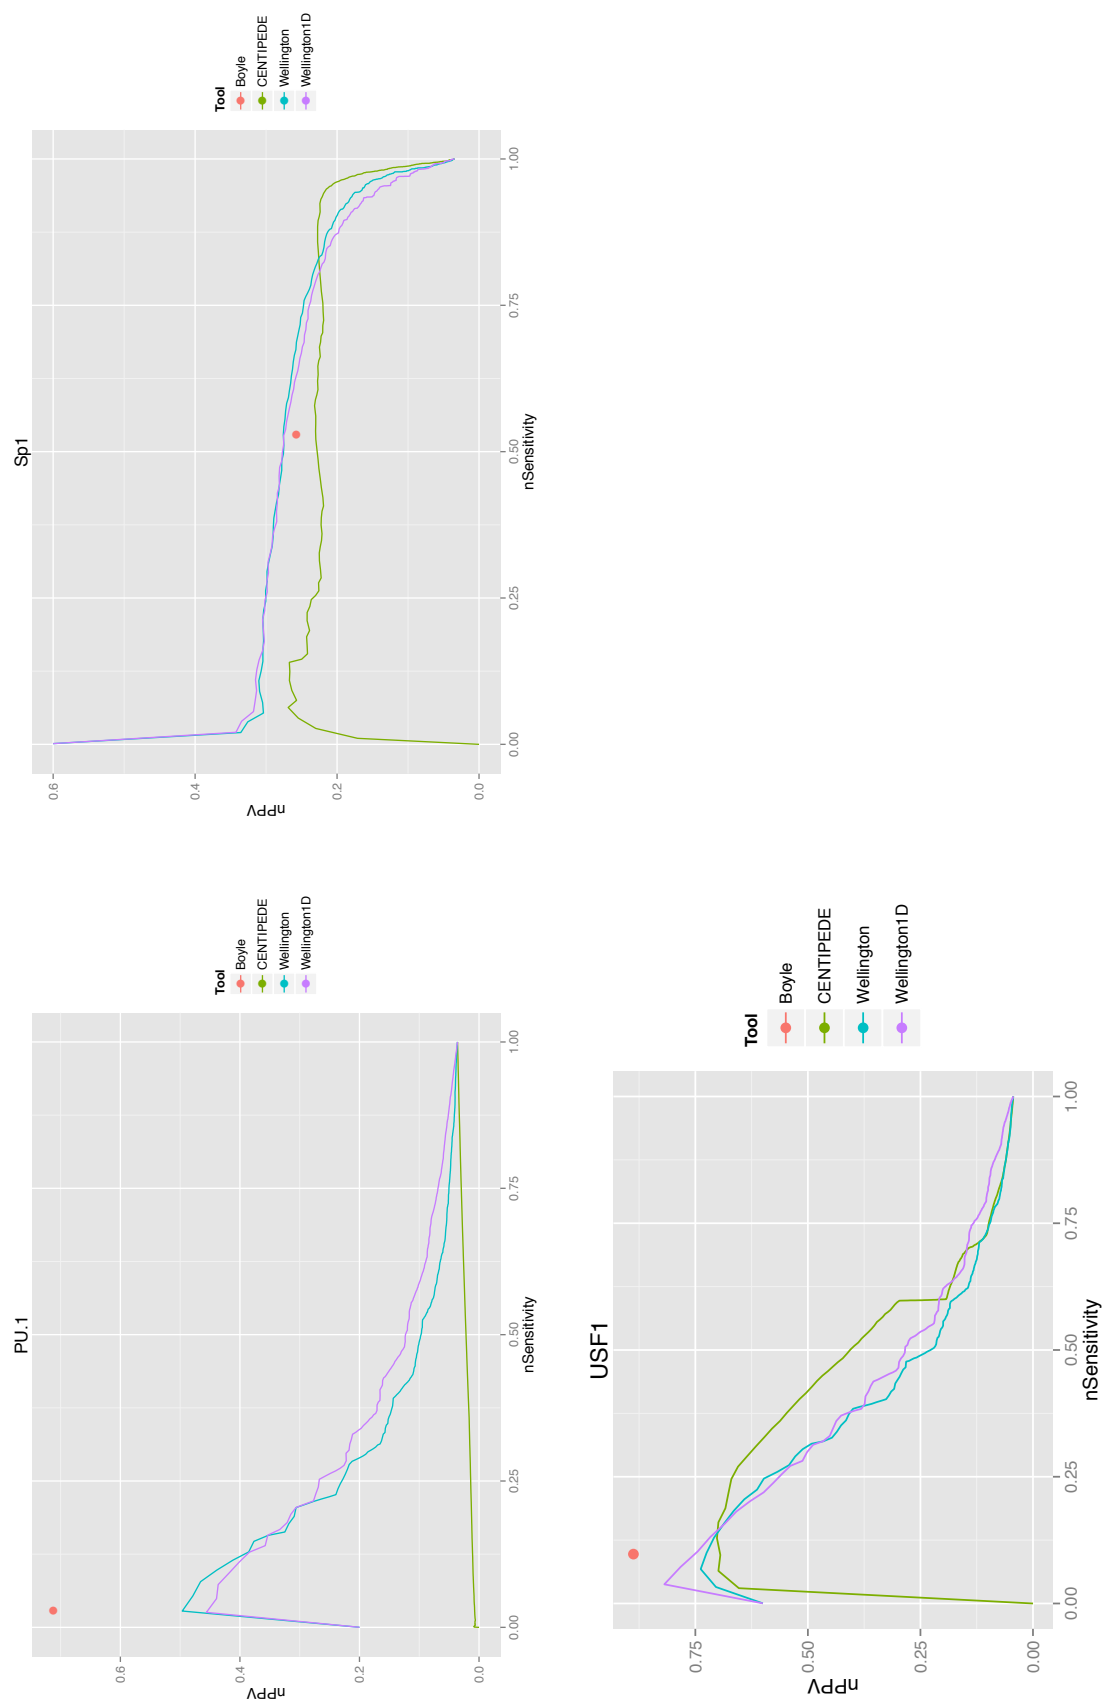 Sp1
0.6
0.4
0.2
0.0
nPPV
0.00
0.25
0.50
0.75
1.00
nSensitivity
Tool
Boyle
CENTIPEDE
Wellington
Wellington1D
PU.1
0.6
0.4
0.2
0.0
nPPV
0.00
0.25
0.50
0.75
1.00
nSensitivity
Tool
Boyle
CENTIPEDE
Wellington
Wellington1D
USF1
0.75
0.50
0.25
0.00
nPPV
0.00
0.25
0.50
0.75
1.00
nSensitivity
Tool
Boyle
CENTIPEDE
Wellington
Wellington1D